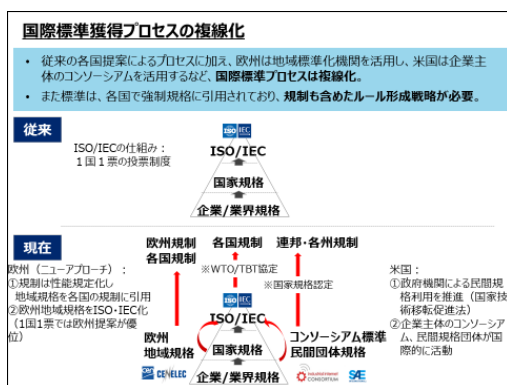 国際標準獲得プロセスの複線化
• 従来の各国提案によるプロセスに加え、欧州は地域標準化機関を活用し、米国は企業主
体のコンソーシアムを活用するなど、国際標準プロセスは複線化。
• また標準は、各国で強制規格に引用されており、規制も含めたルール形成戦略が必要。
従来
ISO/IECの仕組み：
1国1票の投票制度
ISO IEC
ISO/IEC
国家規格
企業/業界規格
現在
欧州規制
各国規制
各国規制
連邦・各州規制
※WTO/TBT協定
※国家規格認定
欧州（ニューアプローチ）：
①規制は性能規定化し
地域規格を各国の規制に引用
②欧州地域規格をISO・IEC化
（1国1票では欧州提案が優
位）
米国：
①政府機関による民間規
格利用を推進（国家技
術移転促進法）
②企業主体のコンソーシア
ム、民間規格団体が国
際的に活動
ISO IEC
ISO/IEC
国家規格
企業/業界規格
欧州
地域規格
コンソーシアム標準
民間団体規格
cen CENELEC
CONSORTIUM
SAE